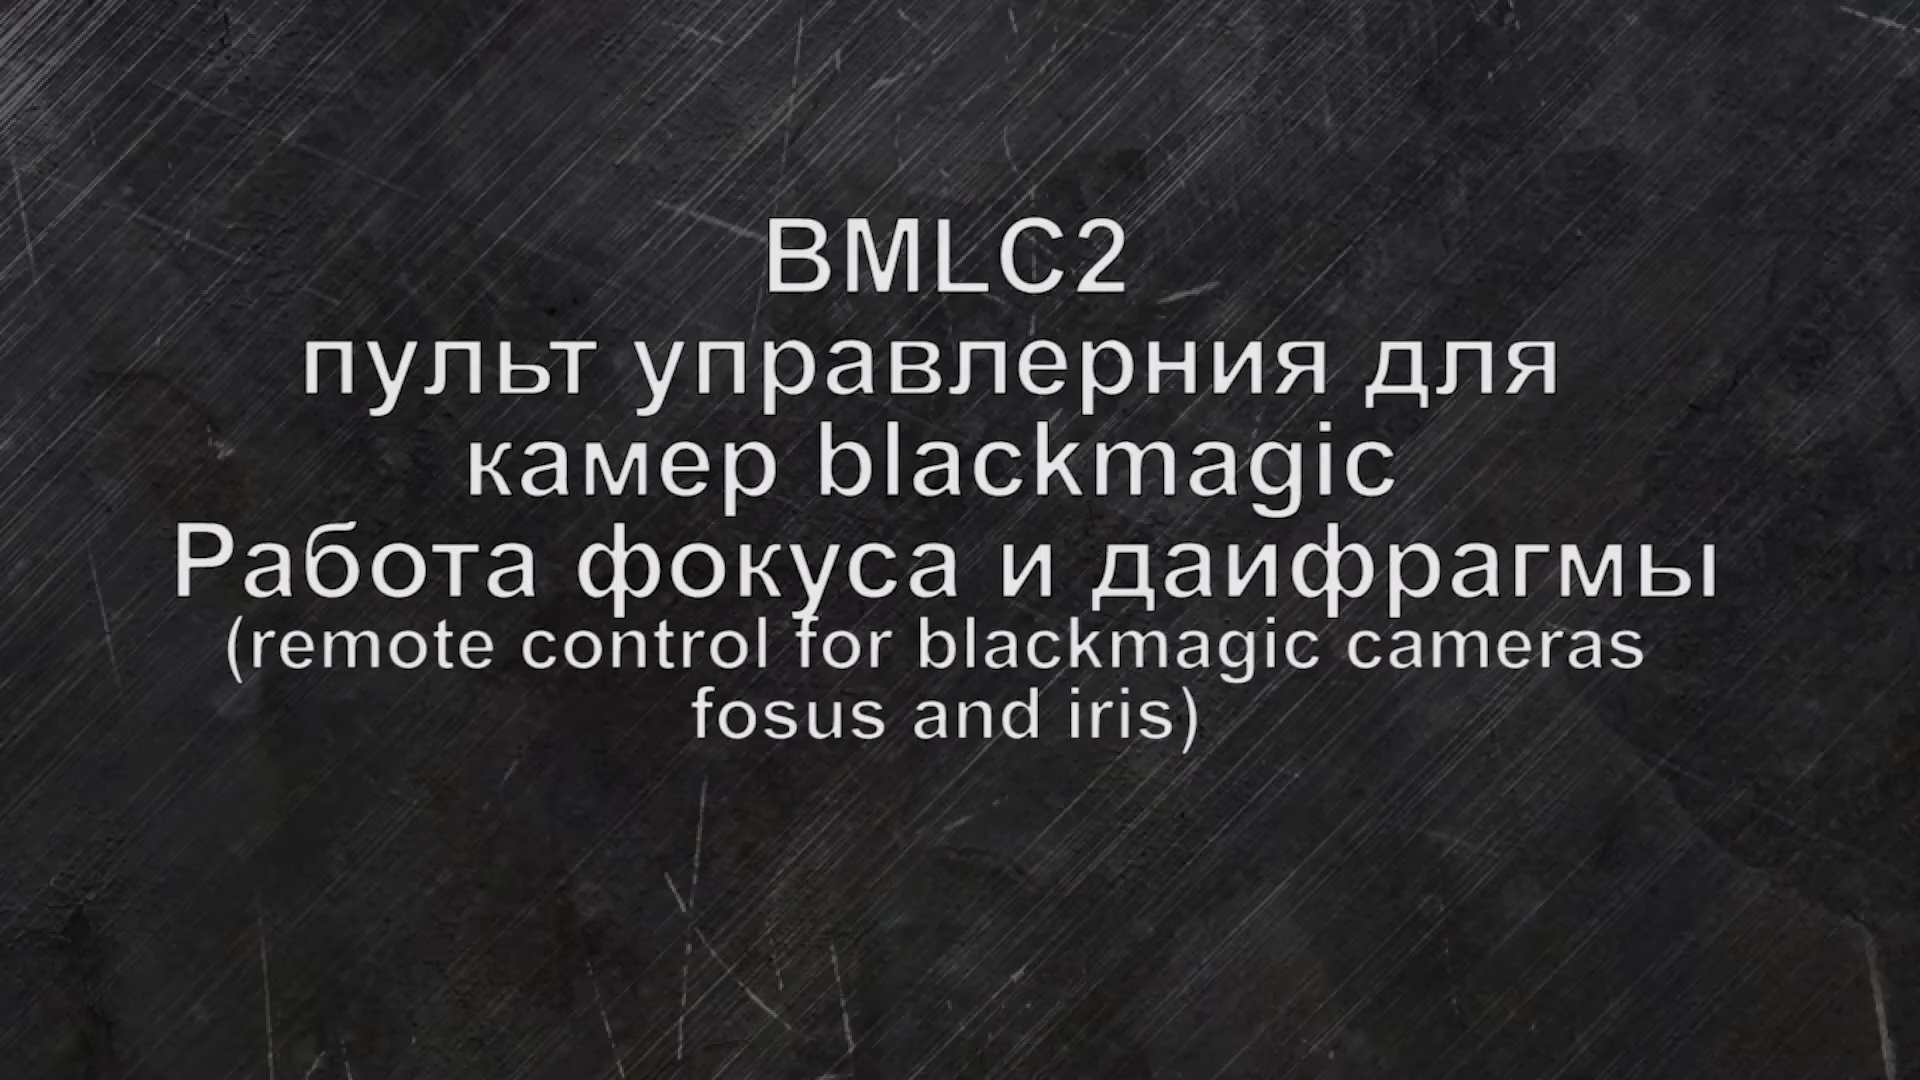 BMLC2
пульт управлерния для
камер blackmagic
Работа фокуса и даифрагмы
(remote control for blackmagic cameras
fosus and iris)